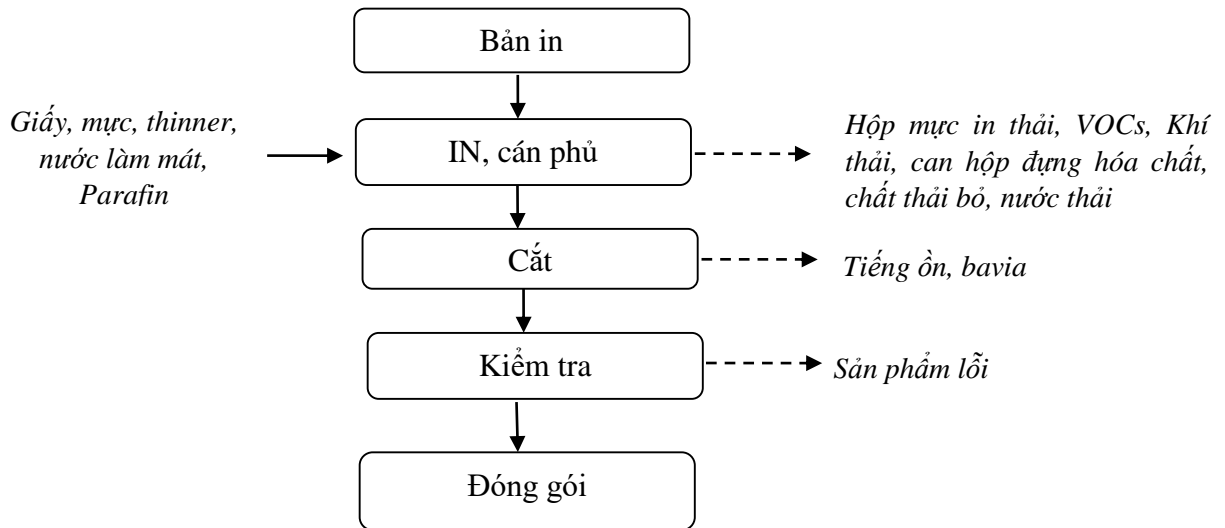 Bản in
Giấy, mực, thinner,
nước làm mát,
Parafin
IN, cán phủ
Hộp mực in thải, VOCs, Khí
thải, can hộp đựng hóa chất,
chất thải bỏ, nước thải
Cắt
Tiếng ồn, bavia
Kiểm tra
Sản phẩm lỗi
Đóng gói